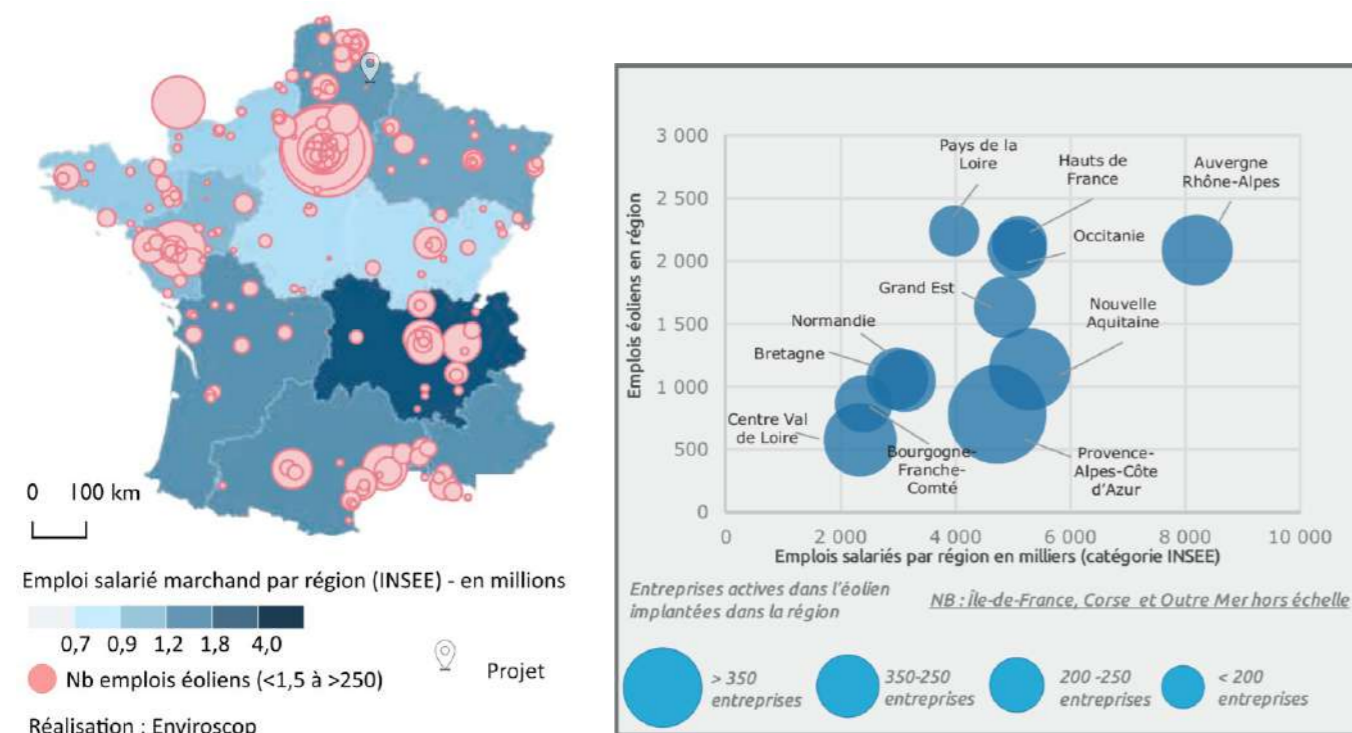 0 100 km
Emploi salarié marchand par région (INSEE) - en millions
0,7 0,9 1,2 1,8 4,0
Nb emplois éoliens (<1,5 à >250)
Projet
Réalisation : Enviroscop
Emplois éoliens en région
3 000
2 500
2 000
1 500
1 000
500
0
Pays de la
Loire
Hauts de
France
Auvergne
Rhône-Alpes
Occitanie
Grand Est
Nouvelle
Aquitaine
Normandie
Bretagne
Centre Val
de Loire
Bourgogne-
Franche-
Comté
Provence-
Alpes-Côte
d'Azur
0 2 000 4 000 6 000 8 000 10 000
Emplois salariés par région en milliers (catégorie INSEE)
Entreprises actives dans l'éolien
implantées dans la région
NB : Île-de-France, Corse et Outre Mer hors échelle
> 350
entreprises
350-250
entreprises
200 -250
entreprises
< 200
entreprises